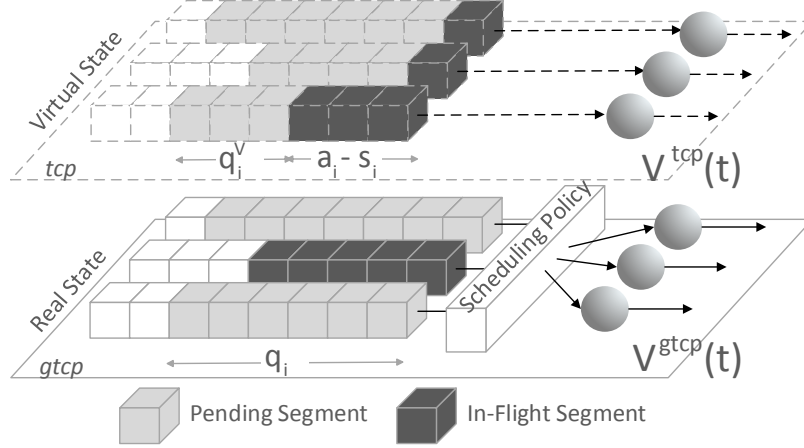 Virtual State
tcp
q_i^V
a_i - s_i
V^tcp(t)
Real State
Scheduling Policy
gtcp
q_i
V^gtcp(t)
Pending Segment
In-Flight Segment